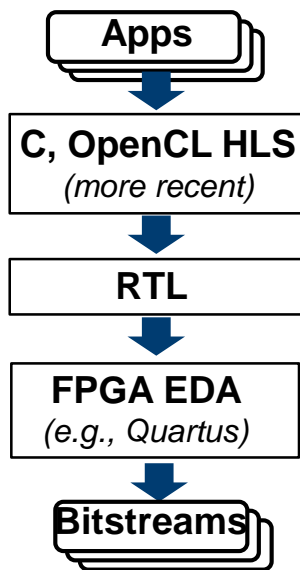 Apps
C, OpenCL HLS
(more recent)
RTL
FPGA EDA
(e.g., Quartus)
Bitstreams